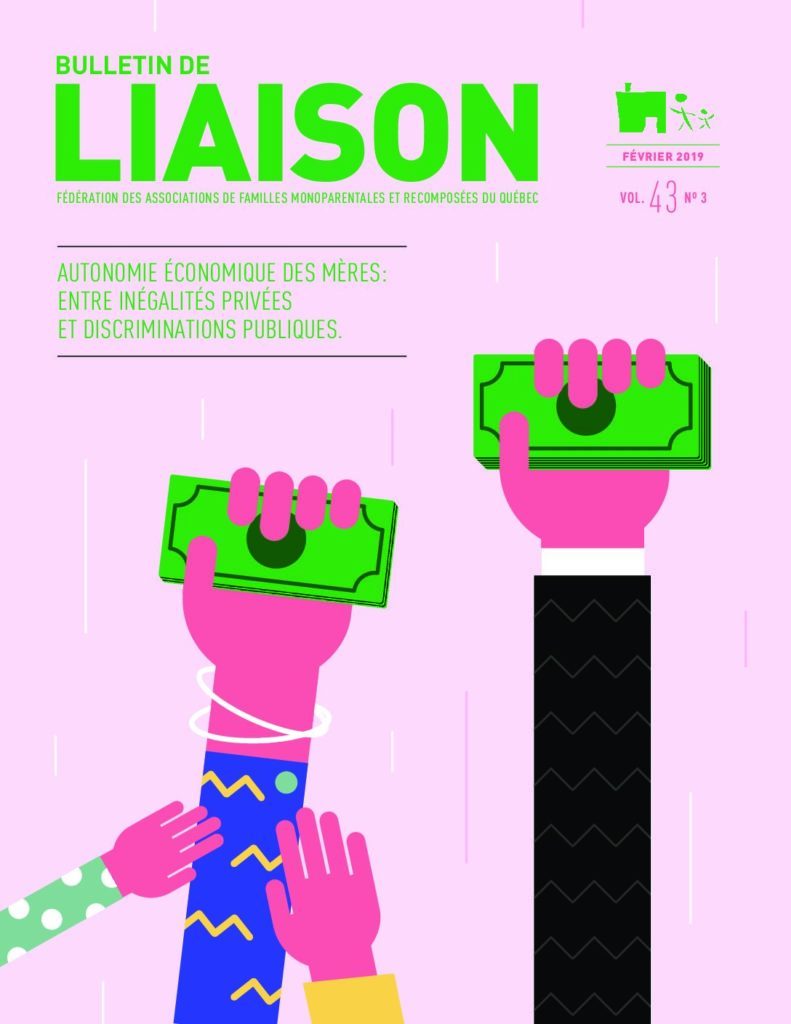 BULLETIN DE
LIAISON
FÉDÉRATION DES ASSOCIATIONS DE FAMILLES MONOPARENTALES ET RECOMPOSÉES DU QUÉBEC
FÉVRIER 2019
VOL. 43 Nº 3
AUTONOMIE ÉCONOMIQUE DES MÈRES:
ENTRE INÉGALITÉS PRIVÉES
ET DISCRIMINATIONS PUBLIQUES.